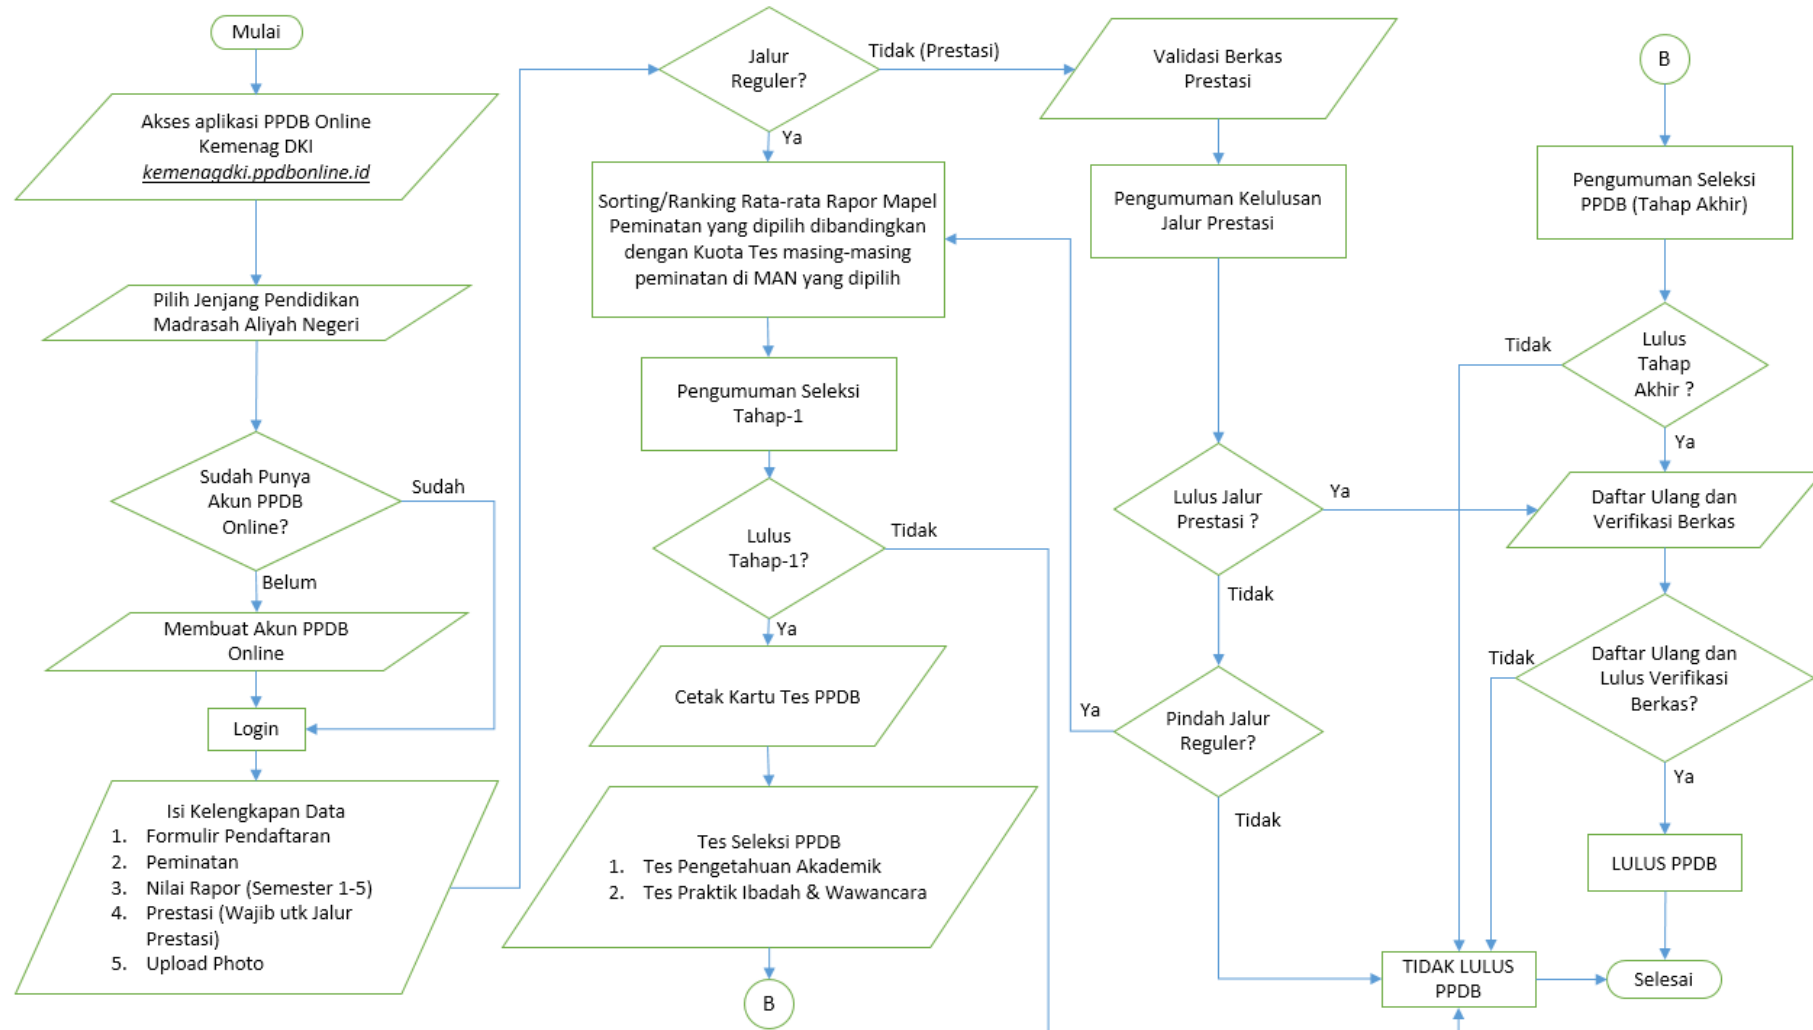 Mulai
Akses aplikasi PPDB Online
Kemenag DKI
kemenagdki.ppdbonline.id
Pilih Jenjang Pendidikan
Madrasah Aliyah Negeri
Sudah Punya
Akun PPDB
Online?
Sudah
Belum
Membuat Akun PPDB
Online
Login
Isi Kelengkapan Data
1. Formulir Pendaftaran
2. Peminatan
3. Nilai Rapor (Semester 1-5)
4. Prestasi (Wajib utk Jalur
Prestasi)
5. Upload Photo
Jalur
Reguler?
Tidak (Prestasi)
Ya
Sorting/Ranking Rata-rata Rapor Mapel
Peminatan yang dipilih dibandingkan
dengan Kuota Tes masing-masing
peminatan di MAN yang dipilih
Pengumuman Seleksi
Tahap-1
Lulus
Tahap-1?
Tidak
Ya
Cetak Kartu Tes PPDB
Tes Seleksi PPDB
1. Tes Pengetahuan Akademik
2. Tes Praktik Ibadah & Wawancara
B
Validasi Berkas
Prestasi
Pengumuman Kelulusan
Jalur Prestasi
Lulus Jalur
Prestasi ?
Ya
Tidak
Pindah Jalur
Reguler?
Ya
Tidak
B
Pengumuman Seleksi
PPDB (Tahap Akhir)
Lulus
Tahap
Akhir ?
Tidak
Ya
Daftar Ulang dan
Verifikasi Berkas
Daftar Ulang dan
Lulus Verifikasi
Berkas?
Tidak
Ya
LULUS PPDB
TIDAK LULUS
PPDB
Selesai